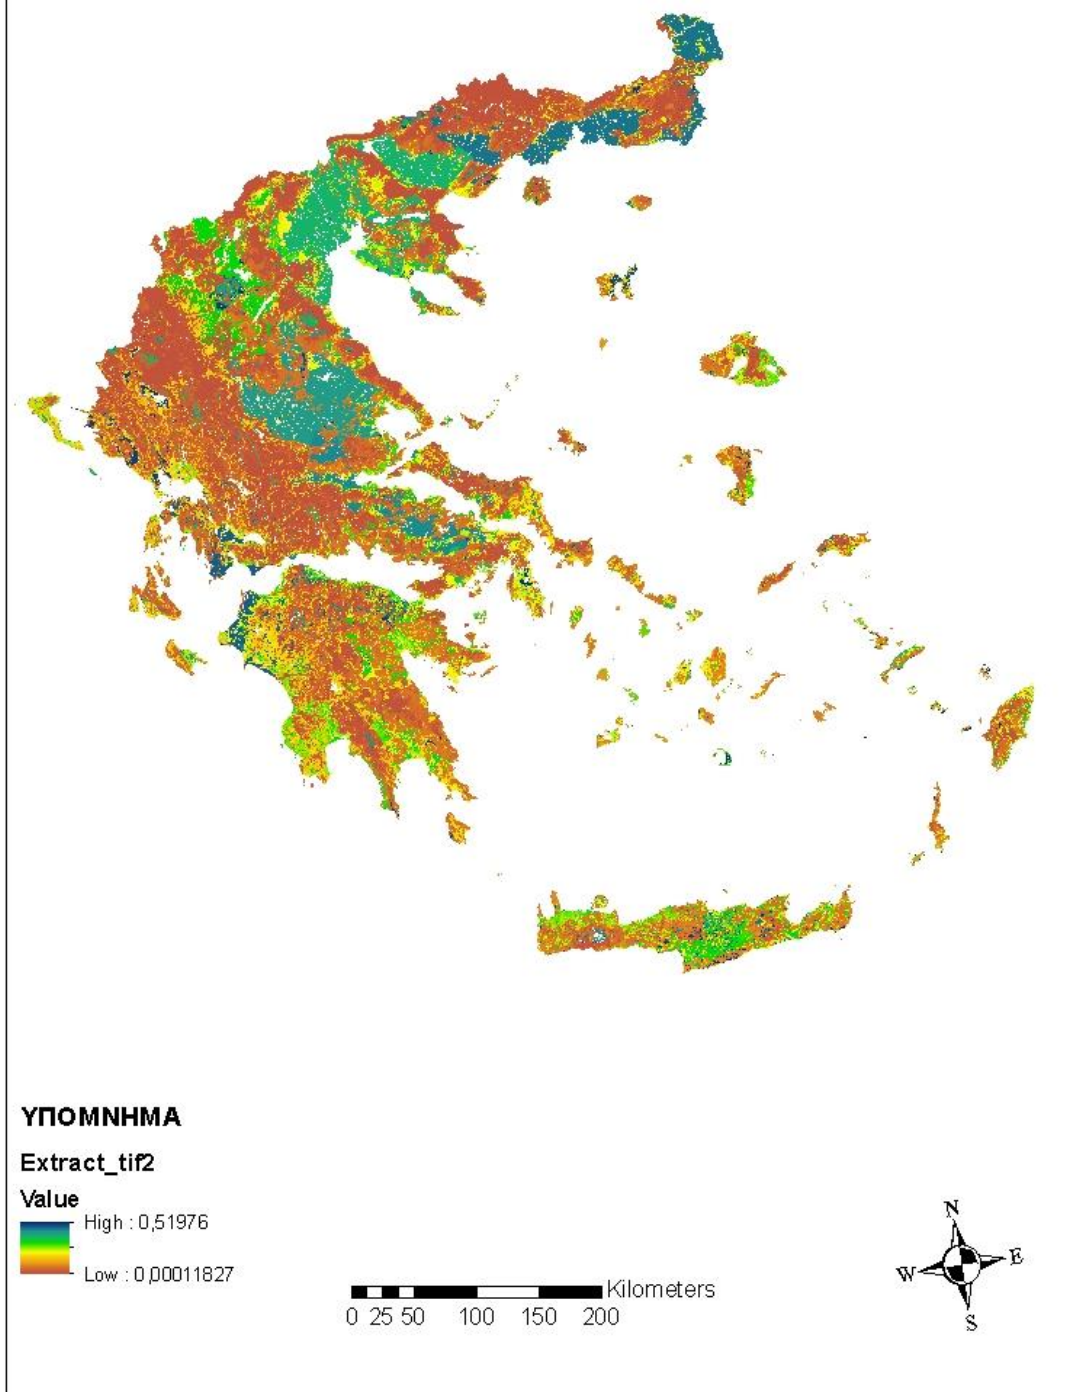 ΥΠΟΜΝΗΜΑ
Extract_tif2
Value
High : 0,51976
Low : 0,00011827
Kilometers
0 25 50 100 150 200
N
W E
S